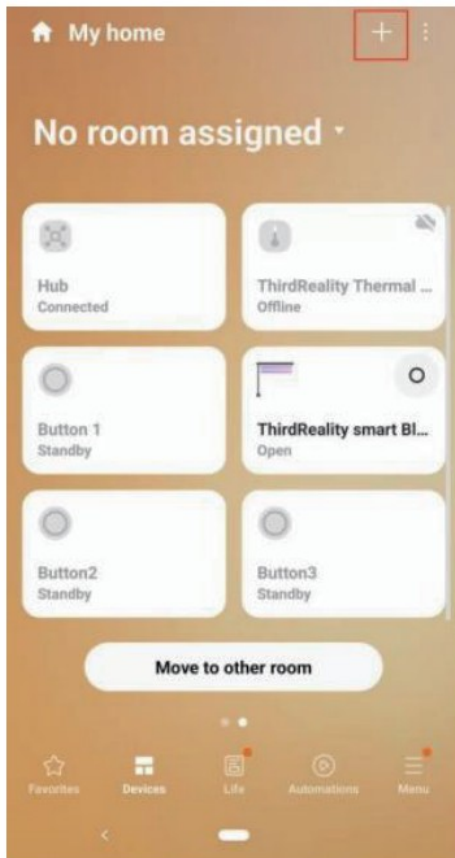 My home
No room assigned
Hub
Connected
ThirdReality Thermal ...
Offline
Button 1
Standby
ThirdReality smart Bl...
Open
Button2
Standby
Button3
Standby
Move to other room
Favorites
Devices
Life
Automations
Menu